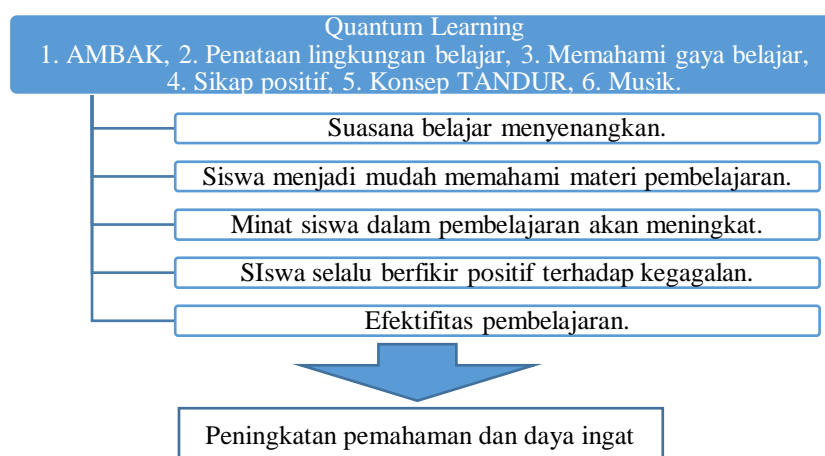 Quantum Learning
1. AMBAK, 2. Penataan lingkungan belajar, 3. Memahami gaya belajar,
4. Sikap positif, 5. Konsep TANDUR, 6. Musik.
Suasana belajar menyenangkan.
Siswa menjadi mudah memahami materi pembelajaran.
Minat siswa dalam pembelajaran akan meningkat.
SIswa selalu berfikir positif terhadap kegagalan.
Efektifitas pembelajaran.
Peningkatan pemahaman dan daya ingat